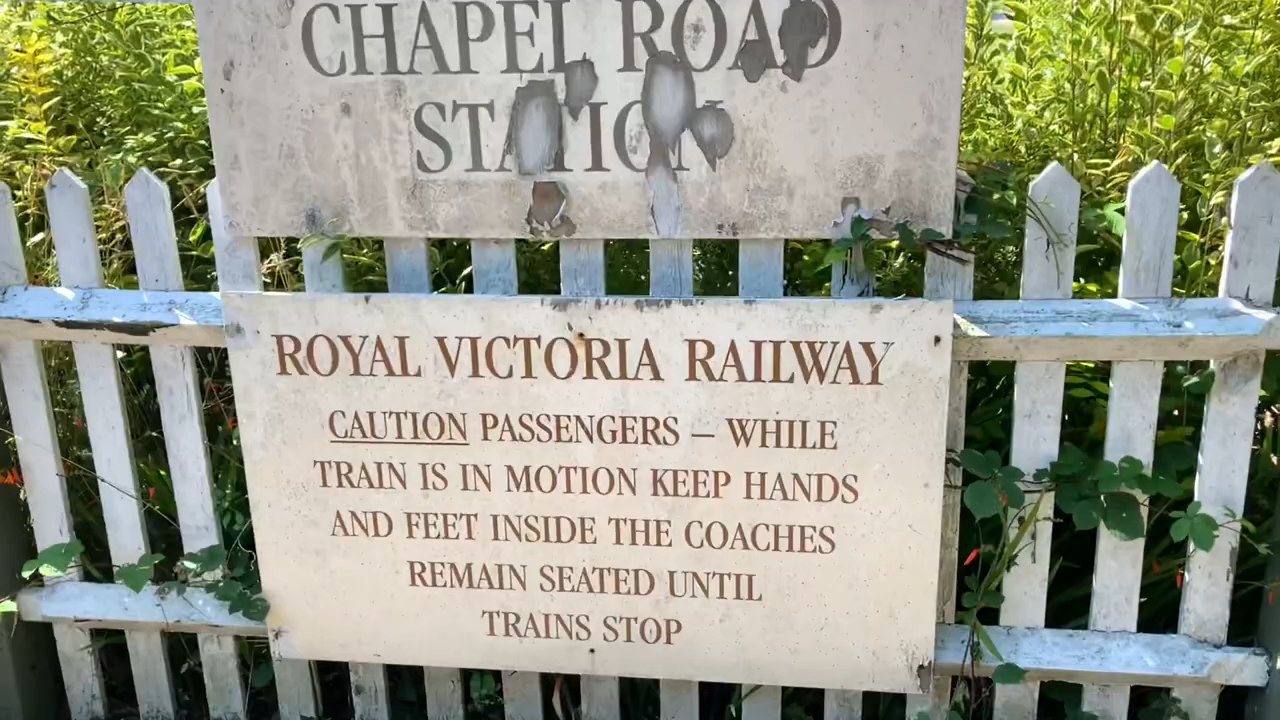 CHAPEL ROAD
STATION
ROYAL VICTORIA RAILWAY
CAUTION PASSENGERS – WHILE
TRAIN IS IN MOTION KEEP HANDS
AND FEET INSIDE THE COACHES
REMAIN SEATED UNTIL
TRAINS STOP